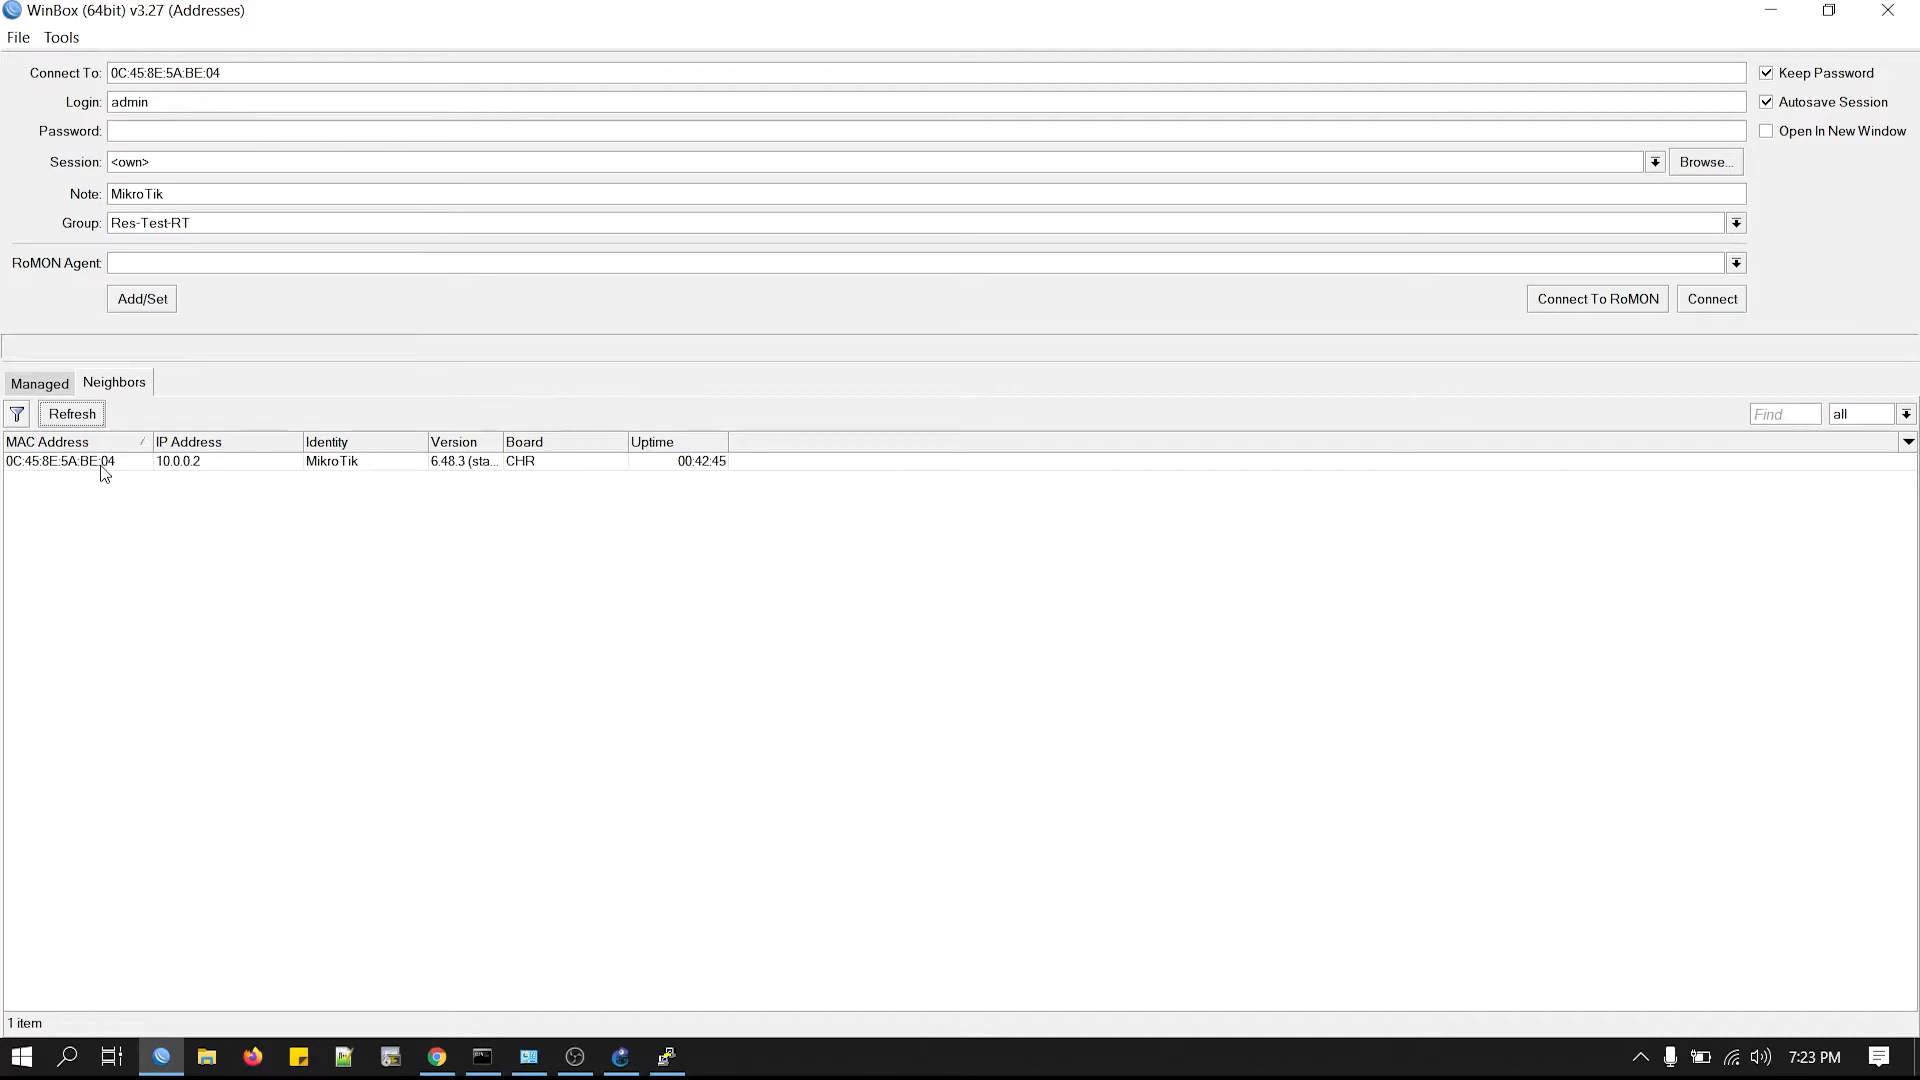 WinBox (64bit) v3.27 (Addresses)
File Tools
Connect To: 0C:45:8E:5A:BE:04
Keep Password
Login: admin
Autosave Session
Password:
Open In New Window
Session: <own>
Browse...
Note: MikroTik
Group: Res-Test-RT
RoMON Agent:
Add/Set
Connect To RoMON
Connect
Managed Neighbors
Refresh
Find
all
MAC Address IP Address Identity Version Board Uptime
0C:45:8E:5A:BE:04 10.0.0.2 MikroTik 6.48.3 (sta... CHR 00:42:45
1 item
7:23 PM